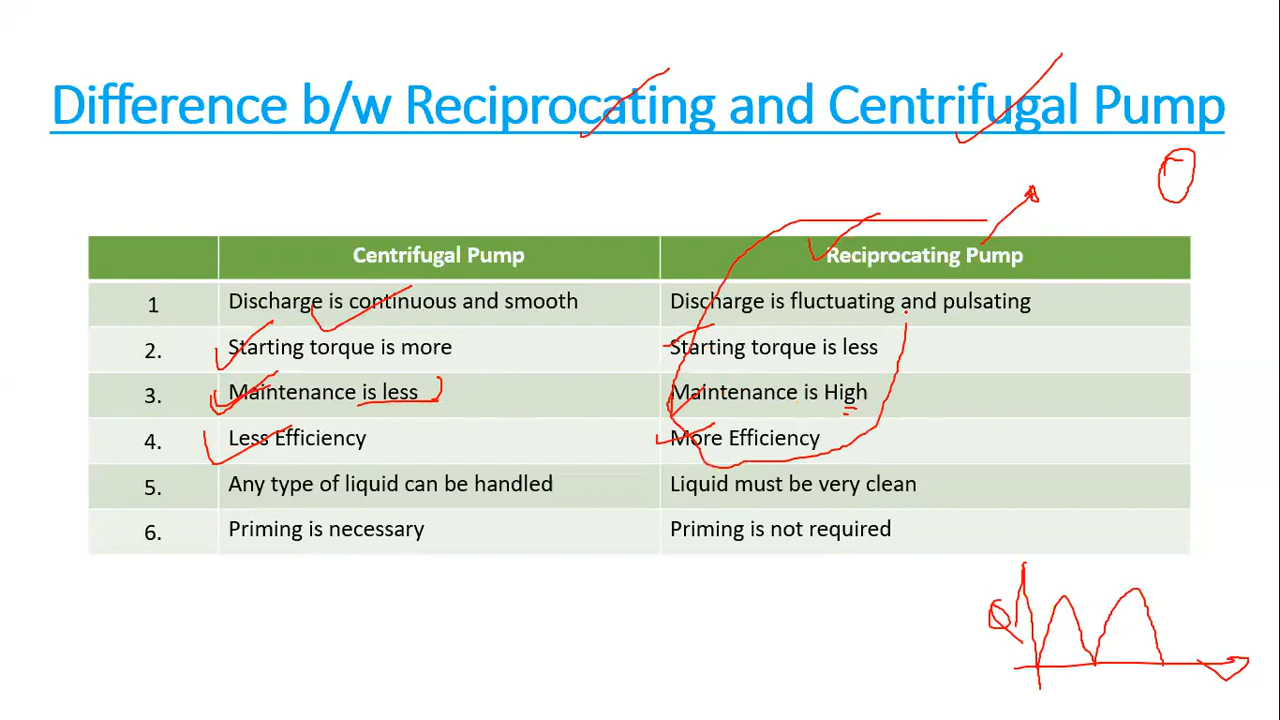 Difference b/w Reciprocating and Centrifugal Pump
Centrifugal Pump Reciprocating Pump
1 Discharge is continuous and smooth Discharge is fluctuating and pulsating
2. Starting torque is more Starting torque is less
3. Maintenance is less Maintenance is High
4. Less Efficiency More Efficiency
5. Any type of liquid can be handled Liquid must be very clean
6. Priming is necessary Priming is not required
Q